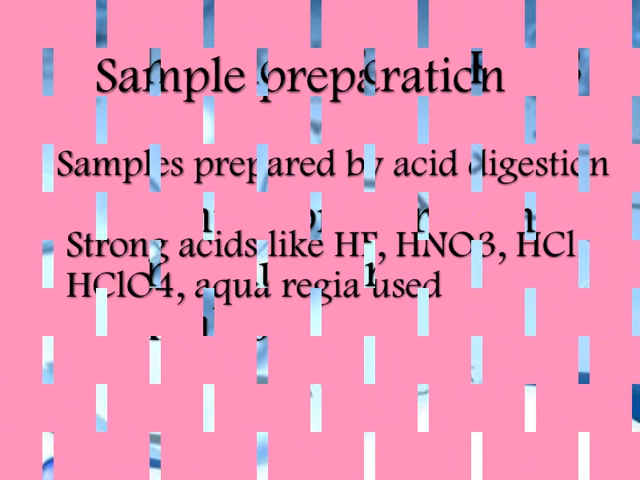 Sample preparation
Samples prepared by acid digestion
Strong acids like HF, HNO3, HCl
HClO4, aqua regia used